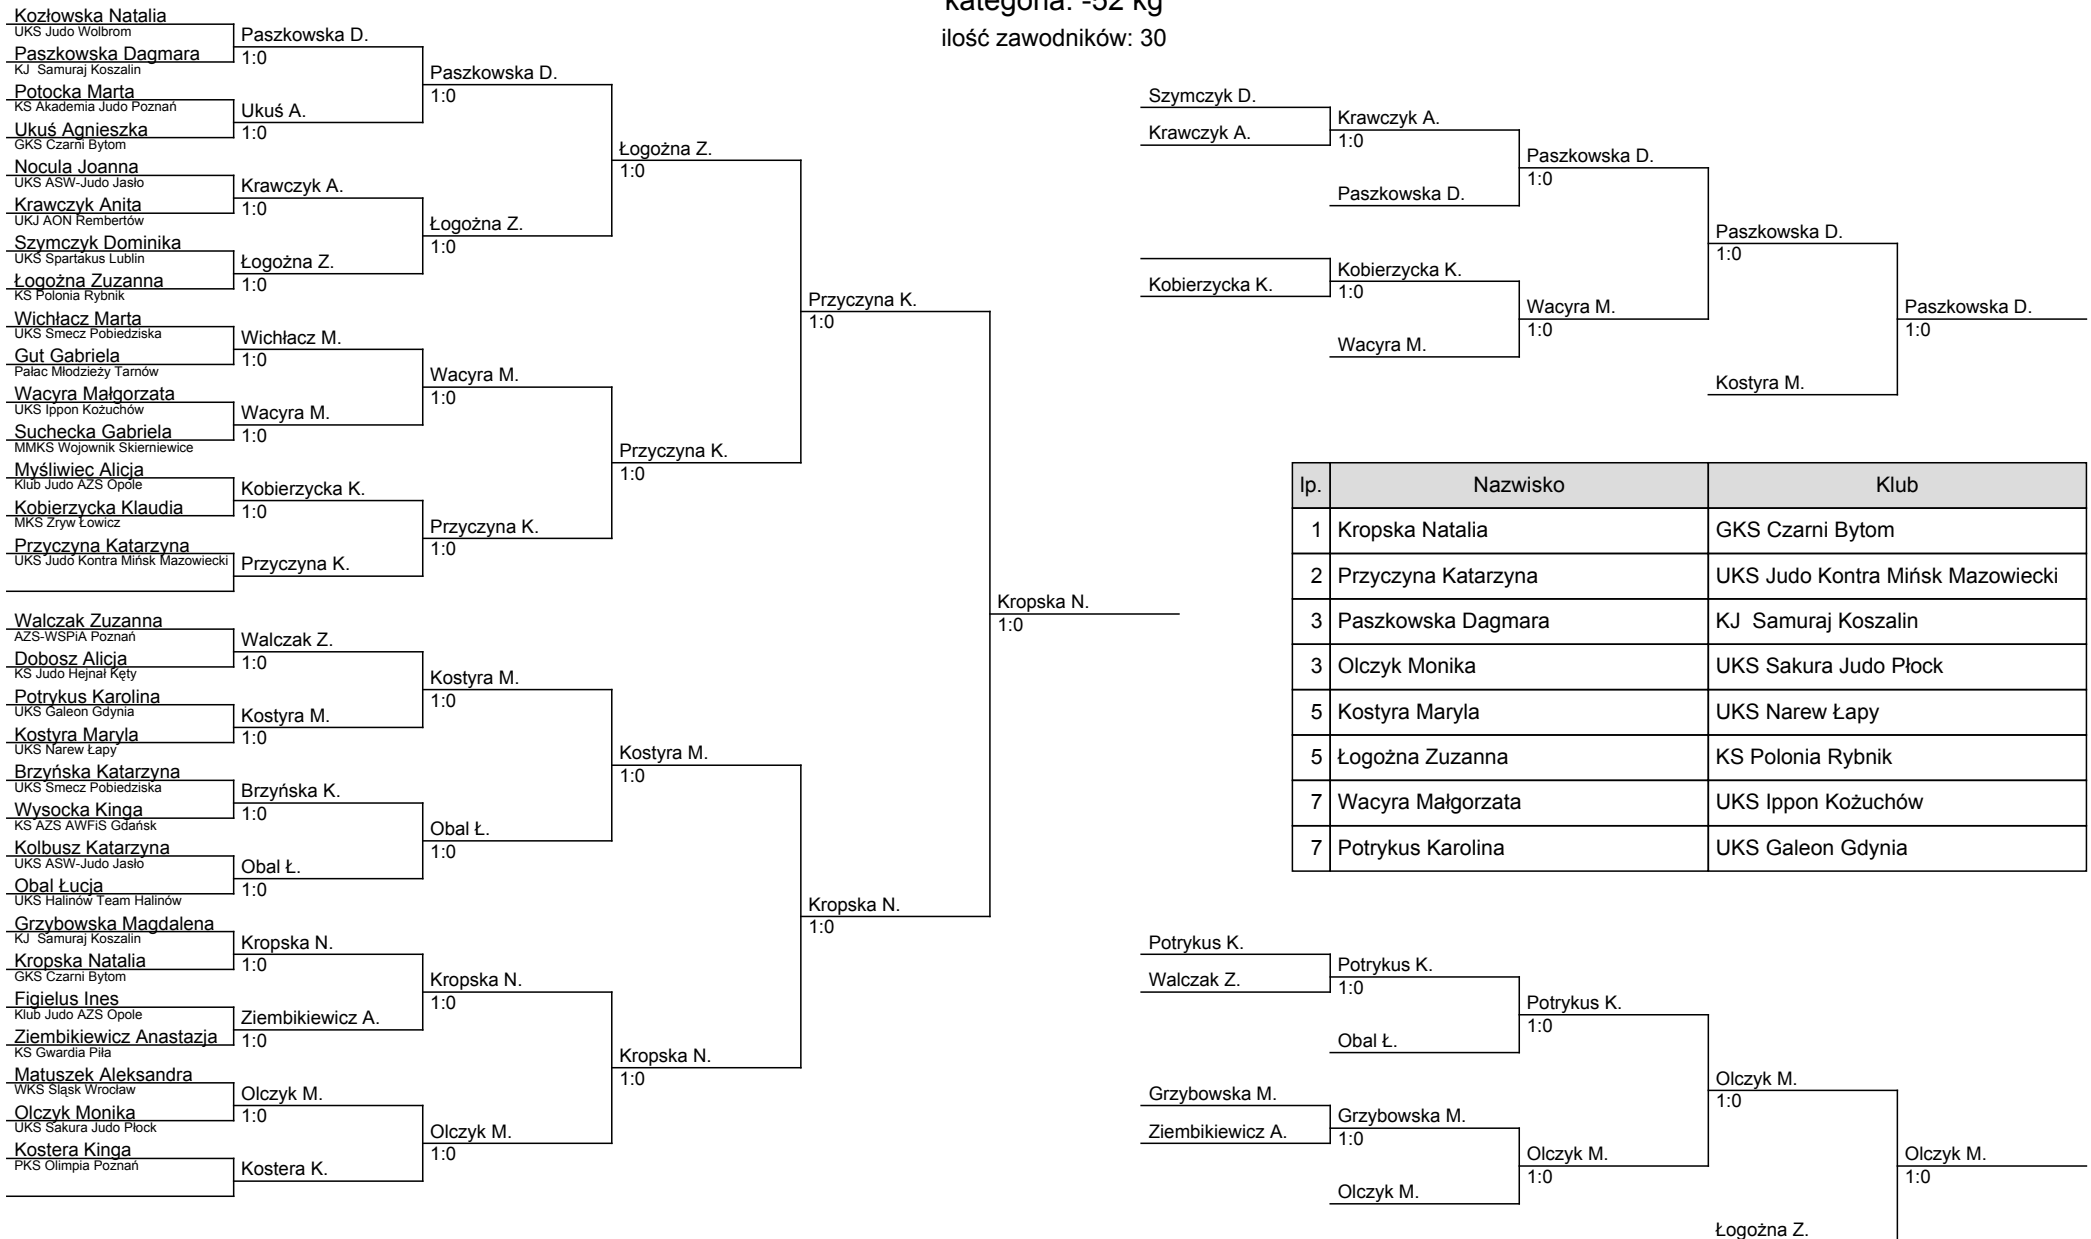 kategoria: -52 kg
ilość zawodników: 30
Kozłowska Natalia
UKS Judo Wolbrom
Paszkowska Dagmara
KJ Samuraj Koszalin
Potocka Marta
KS Akademia Judo Poznań
Ukuś Agnieszka
GKS Czarni Bytom
Nocula Joanna
UKS ASW-Judo Jasło
Krawczyk Anita
UKJ AON Rembertów
Szymczyk Dominika
UKS Spartakus Lublin
Łogożna Zuzanna
KS Polonia Rybnik
Wichłacz Marta
UKS Smecz Pobiedziska
Gut Gabriela
Pałac Młodzieży Tarnów
Wacyra Małgorzata
UKS Ippon Kożuchów
Suchecka Gabriela
MMKS Wojownik Skierniewice
Myśliwiec Alicja
Klub Judo AZS Opole
Kobierzycka Klaudia
MKS Zryw Łowicz
Przyczyna Katarzyna
UKS Judo Kontra Mińsk Mazowiecki
Walczak Zuzanna
AZS-WSPiA Poznań
Dobosz Alicja
KS Judo Hejnał Kęty
Potrykus Karolina
UKS Galeon Gdynia
Kostyra Maryla
UKS Narew Łapy
Brzyńska Katarzyna
UKS Smecz Pobiedziska
Wysocka Kinga
KS AZS AWFiS Gdańsk
Kolbusz Katarzyna
UKS ASW-Judo Jasło
Obal Łucja
UKS Halinów Team Halinów
Grzybowska Magdalena
KJ Samuraj Koszalin
Kropska Natalia
GKS Czarni Bytom
Figielus Ines
Klub Judo AZS Opole
Ziembikiewicz Anastazja
KS Gwardia Piła
Matuszek Aleksandra
WKS Śląsk Wrocław
Olczyk Monika
UKS Sakura Judo Płock
Kostera Kinga
PKS Olimpia Poznań
Paszkowska D.
1:0
Ukuś A.
1:0
Krawczyk A.
1:0
Łogożna Z.
1:0
Wichłacz M.
1:0
Wacyra M.
1:0
Kobierzycka K.
1:0
Przyczyna K.
Walczak Z.
1:0
Kostyra M.
1:0
Brzyńska K.
1:0
Obal Ł.
1:0
Kropska N.
1:0
Ziembikiewicz A.
1:0
Olczyk M.
1:0
Kostera K.
Paszkowska D.
1:0
Łogożna Z.
1:0
Wacyra M.
1:0
Przyczyna K.
1:0
Kostyra M.
1:0
Obal Ł.
1:0
Kropska N.
1:0
Olczyk M.
1:0
Łogożna Z.
1:0
Przyczyna K.
1:0
Kostyra M.
1:0
Kropska N.
1:0
Przyczyna K.
1:0
Kropska N.
1:0
Kropska N.
1:0
Szymczyk D.
Krawczyk A.
Krawczyk A.
1:0
Paszkowska D.
Paszkowska D.
1:0
Kobierzycka K.
Kobierzycka K.
1:0
Wacyra M.
Wacyra M.
1:0
Paszkowska D.
1:0
Kostyra M.
Paszkowska D.
1:0
lp. Nazwisko Klub
1 Kropska Natalia GKS Czarni Bytom
2 Przyczyna Katarzyna UKS Judo Kontra Mińsk Mazowiecki
3 Paszkowska Dagmara KJ Samuraj Koszalin
3 Olczyk Monika UKS Sakura Judo Płock
5 Kostyra Maryla UKS Narew Łapy
5 Łogożna Zuzanna KS Polonia Rybnik
7 Wacyra Małgorzata UKS Ippon Kożuchów
7 Potrykus Karolina UKS Galeon Gdynia
Potrykus K.
Walczak Z.
Potrykus K.
1:0
Obal Ł.
Potrykus K.
1:0
Grzybowska M.
Ziembikiewicz A.
Grzybowska M.
1:0
Olczyk M.
Olczyk M.
1:0
Olczyk M.
1:0
Łogożna Z.
Olczyk M.
1:0